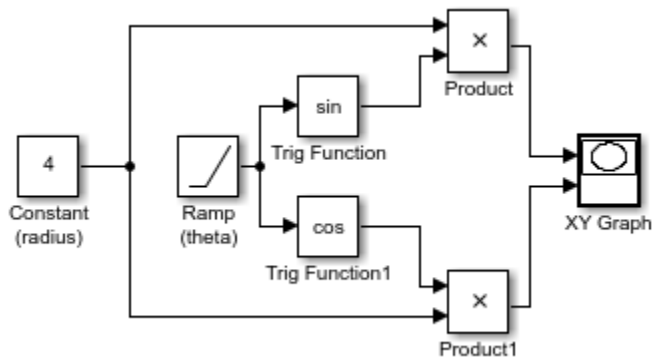 ×
Product
sin
Trig Function
4
Constant
(radius)
Ramp
(theta)
XY Graph
cos
Trig Function1
×
Product1